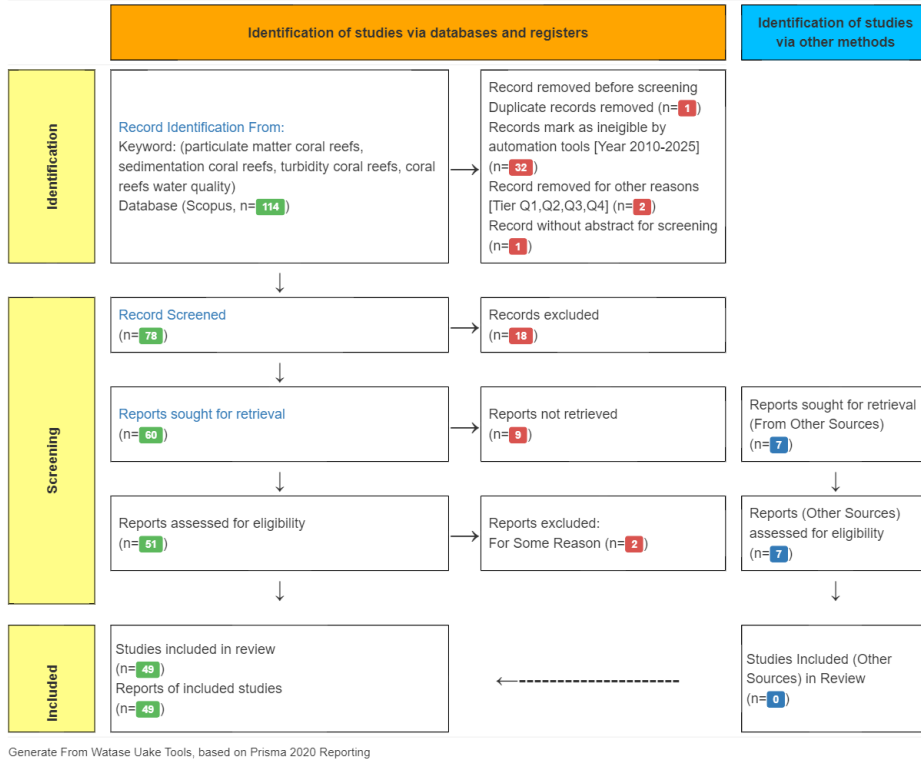 Identification of studies via databases and registers
Identification of studies
via other methods
Identification
Record Identification From:
Keyword: (particulate matter coral reefs,
sedimentation coral reefs, turbidity coral reefs, coral
reefs water quality)
Database (Scopus, n= 114)
Record removed before screening
Duplicate records removed (n= 1)
Records mark as ineigible by
automation tools [Year 2010-2025]
(n= 32)
Record removed for other reasons
[Tier Q1,Q2,Q3,Q4] (n= 2)
Record without abstract for screening
(n= 1)
Screening
Record Screened
(n= 78)
Records excluded
(n= 18)
Reports sought for retrieval
(n= 60)
Reports not retrieved
(n= 9)
Reports sought for retrieval
(From Other Sources)
(n= 7)
Reports assessed for eligibility
(n= 51)
Reports excluded:
For Some Reason (n= 2)
Reports (Other Sources)
assessed for eligibility
(n= 7)
Included
Studies included in review
(n= 49)
Reports of included studies
(n= 49)
Studies Included (Other
Sources) in Review
(n= 0)
Generate From Watase Uake Tools, based on Prisma 2020 Reporting